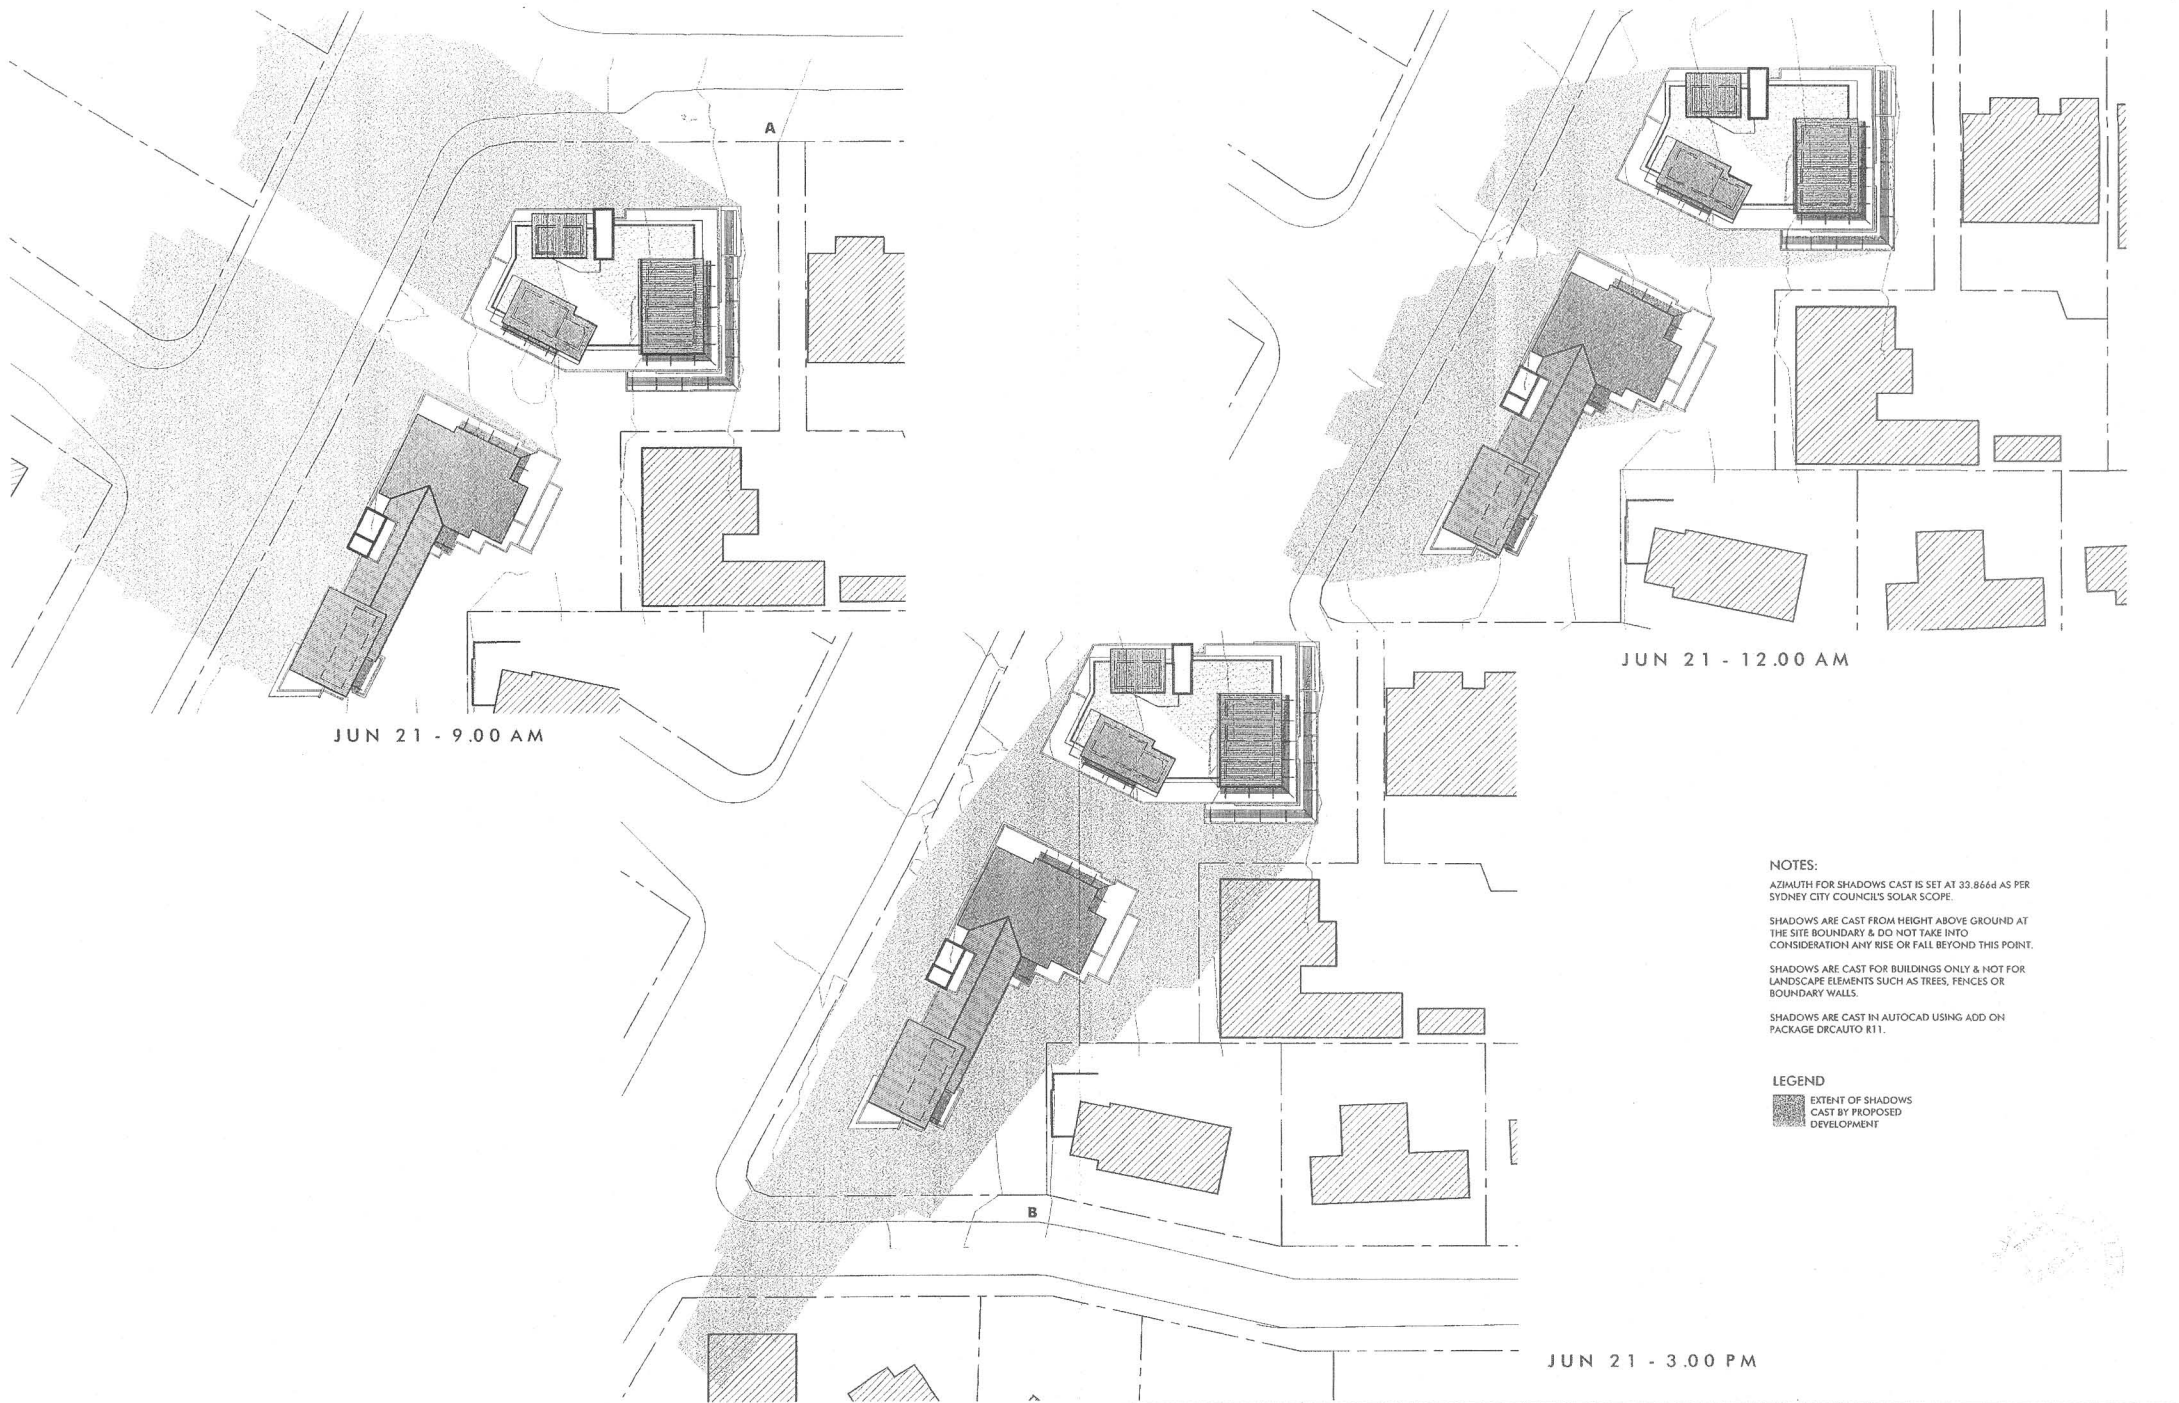 A
JUN 21 - 9.00 AM
JUN 21 - 12.00 AM
B
JUN 21 - 3.00 PM
NOTES:
AZIMUTH FOR SHADOWS CAST IS SET AT 33.866d AS PER
SYDNEY CITY COUNCIL'S SOLAR SCOPE.
SHADOWS ARE CAST FROM HEIGHT ABOVE GROUND AT
THE SITE BOUNDARY & DO NOT TAKE INTO
CONSIDERATION ANY RISE OR FALL BEYOND THIS POINT.
SHADOWS ARE CAST FOR BUILDINGS ONLY & NOT FOR
LANDSCAPE ELEMENTS SUCH AS TREES, FENCES OR
BOUNDARY WALLS.
SHADOWS ARE CAST IN AUTOCAD USING ADD ON
PACKAGE DRCAUTO R11.
LEGEND
EXTENT OF SHADOWS
CAST BY PROPOSED
DEVELOPMENT